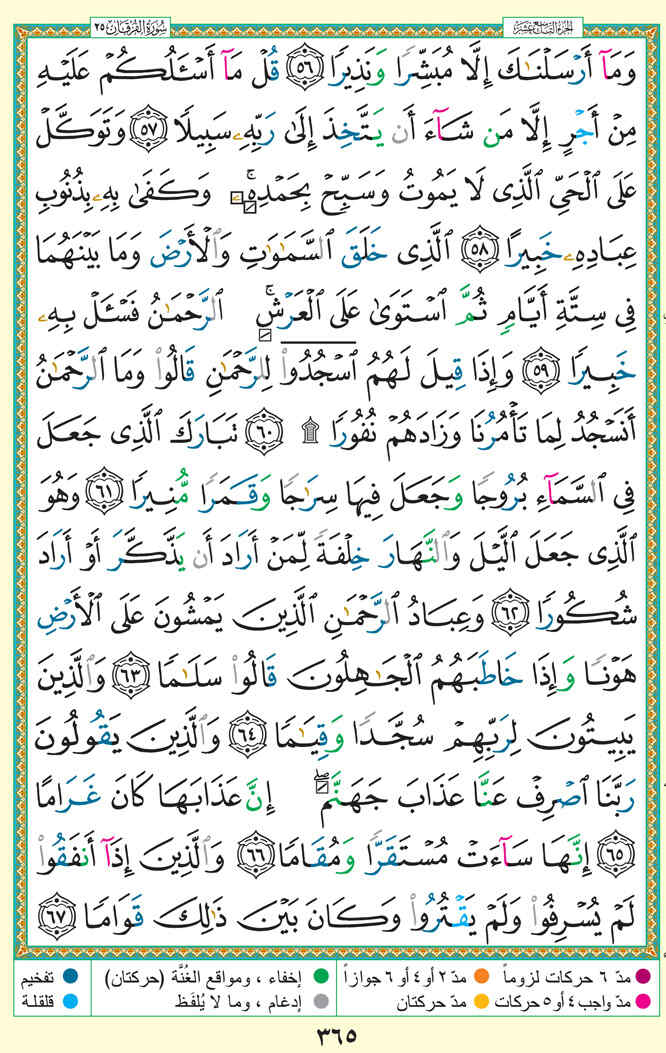 الجزء التاسع عشر
سُورَةُ الفُرْقَان ٢٥
وَمَآ أَرۡسَلۡنَٰكَ إِلَّا مُبَشِّرٗا وَنَذِيرٗا ٥٦ قُلۡ مَآ أَسۡـَٔلُكُمۡ عَلَيۡهِ
مِنۡ أَجۡرٍ إِلَّا مَن شَآءَ أَن يَتَّخِذَ إِلَىٰ رَبِّهِۦ سَبِيلٗا ٥٧ وَتَوَكَّلۡ
عَلَى ٱلۡحَيِّ ٱلَّذِي لَا يَمُوتُ وَسَبِّحۡ بِحَمۡدِهِۦۚ وَكَفَىٰ بِهِۦ بِذُنُوبِ
عِبَادِهِۦ خَبِيرًا ٥٨ ٱلَّذِي خَلَقَ ٱلسَّمَٰوَٰتِ وَٱلۡأَرۡضَ وَمَا بَيۡنَهُمَا
فِي سِتَّةِ أَيَّامٖ ثُمَّ ٱسۡتَوَىٰ عَلَى ٱلۡعَرۡشِۚ ٱلرَّحۡمَٰنُ فَسۡـَٔلۡ بِهِۦ
خَبِيرٗا ٥٩ وَإِذَا قِيلَ لَهُمُ ٱسۡجُدُواْۤ لِلرَّحۡمَٰنِ قَالُواْ وَمَا ٱلرَّحۡمَٰنُ
أَنَسۡجُدُ لِمَا تَأۡمُرُنَا وَزَادَهُمۡ نُفُورٗا ۩ ٦٠ تَبَارَكَ ٱلَّذِي جَعَلَ
فِي ٱلسَّمَآءِ بُرُوجٗا وَجَعَلَ فِيهَا سِرَٰجٗا وَقَمَرٗا مُّنِيرٗا ٦١ وَهُوَ
ٱلَّذِي جَعَلَ ٱلَّيۡلَ وَٱلنَّهَارَ خِلۡفَةٗ لِّمَنۡ أَرَادَ أَن يَذَّكَّرَ أَوۡ أَرَادَ
شُكُورٗا ٦٢ وَعِبَادُ ٱلرَّحۡمَٰنِ ٱلَّذِينَ يَمۡشُونَ عَلَى ٱلۡأَرۡضِ
هَوۡنٗا وَإِذَا خَاطَبَهُمُ ٱلۡجَٰهِلُونَ قَالُواْ سَلَٰمٗا ٦٣ وَٱلَّذِينَ
يَبِيتُونَ لِرَبِّهِمۡ سُجَّدٗا وَقِيَٰمٗا ٦٤ وَٱلَّذِينَ يَقُولُونَ
رَبَّنَا ٱصۡرِفۡ عَنَّا عَذَابَ جَهَنَّمَۖ إِنَّ عَذَابَهَا كَانَ غَرَامًا
٦٥ إِنَّهَا سَآءَتۡ مُسۡتَقَرّٗا وَمُقَامٗا ٦٦ وَٱلَّذِينَ إِذَآ أَنفَقُواْ
لَمۡ يُسۡرِفُواْ وَلَمۡ يَقۡتُرُواْ وَكَانَ بَيۡنَ ذَٰلِكَ قَوَامٗا ٦٧
مدّ ٦ حركات لزوماً
مدّ ٢ أو ٤ أو ٦ جوازاً
مدّ واجب ٤ أو ٥ حركات
مدّ حركتان
إخفاء ، ومواقع الغُنَّة (حركتان)
إدغام ، وما لا يُلفَظ
تفخيم
قلقلة
٣٦٥